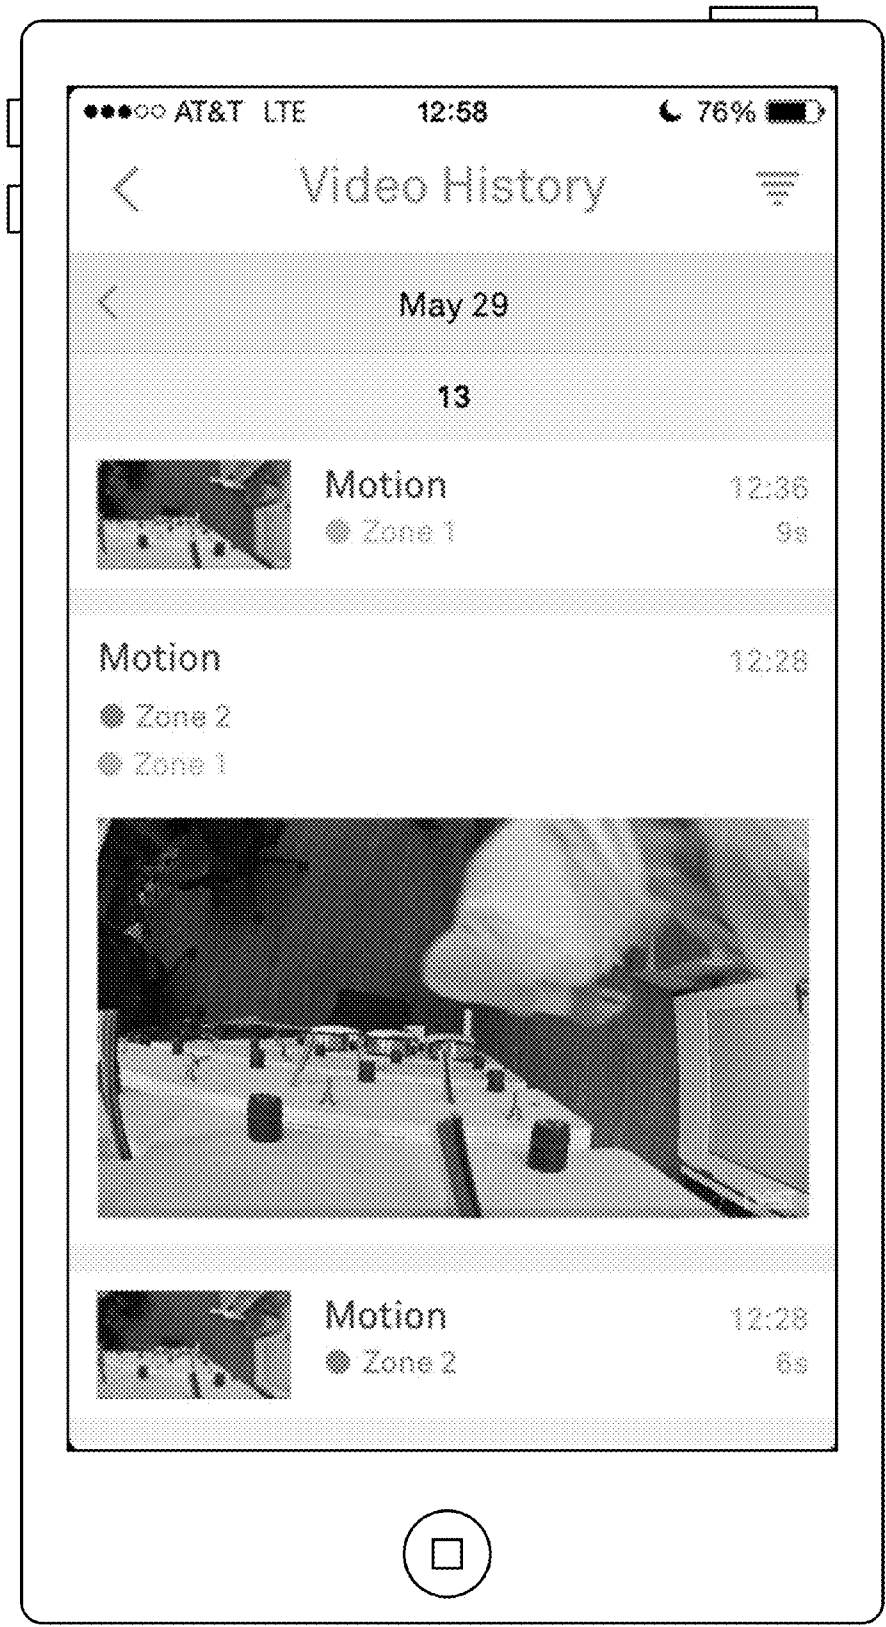 AT&T LTE 12:58 76%
Video History
May 29
13
Motion 12:36
Zone 1 9s
Motion 12:28
Zone 2
Zone 1
Motion 12:28
Zone 2 6s